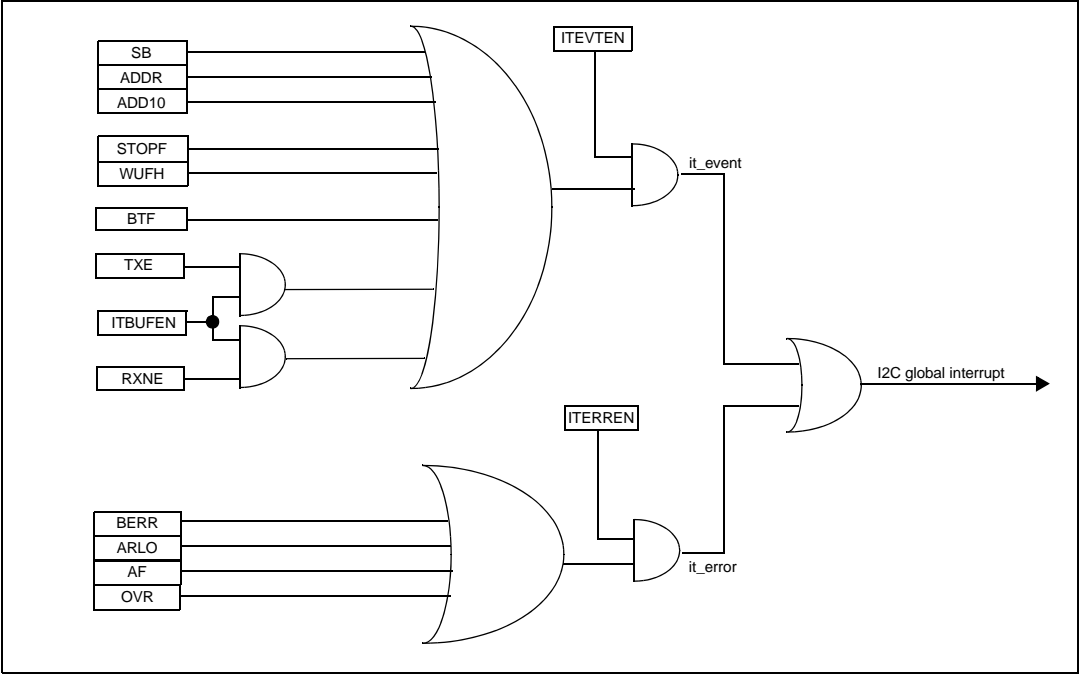 SB
ADDR
ADD10
STOPF
WUFH
BTF
TXE
ITBUFEN
RXNE
ITEVTEN
it_event
I2C global interrupt
ITERREN
it_error
BERR
ARLO
AF
OVR